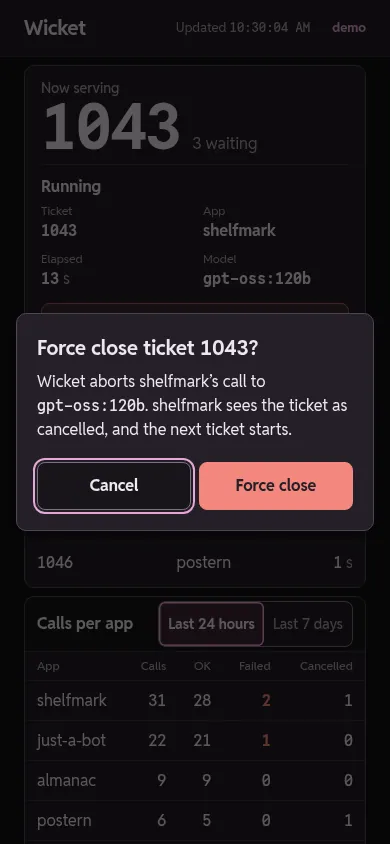 Wicket
Updated 10:30:04 AM
demo
Now serving
1043 3 waiting
Running
Ticket App
1043 shelfmark
Elapsed Model
13 s gpt-oss:120b
Force close ticket 1043?
Wicket aborts shelfmark’s call to
gpt-oss:120b. shelfmark sees the ticket as
cancelled, and the next ticket starts.
Cancel Force close
1046 postern 1 s
Calls per app Last 24 hours Last 7 days
App Calls OK Failed Cancelled
shelfmark 31 28 2 1
just-a-bot 22 21 1 0
almanac 9 9 0 0
postern 6 5 0 1